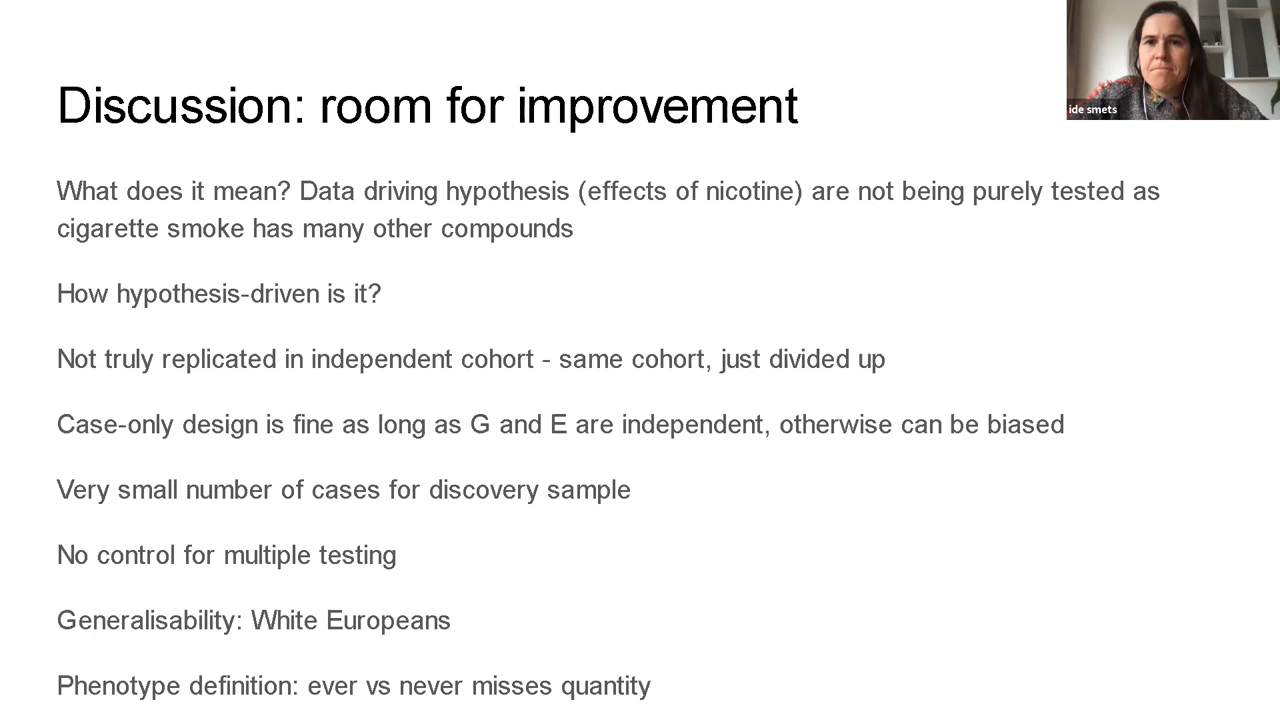 ide smets
Discussion: room for improvement
What does it mean? Data driving hypothesis (effects of nicotine) are not being purely tested as
cigarette smoke has many other compounds
How hypothesis-driven is it?
Not truly replicated in independent cohort - same cohort, just divided up
Case-only design is fine as long as G and E are independent, otherwise can be biased
Very small number of cases for discovery sample
No control for multiple testing
Generalisability: White Europeans
Phenotype definition: ever vs never misses quantity